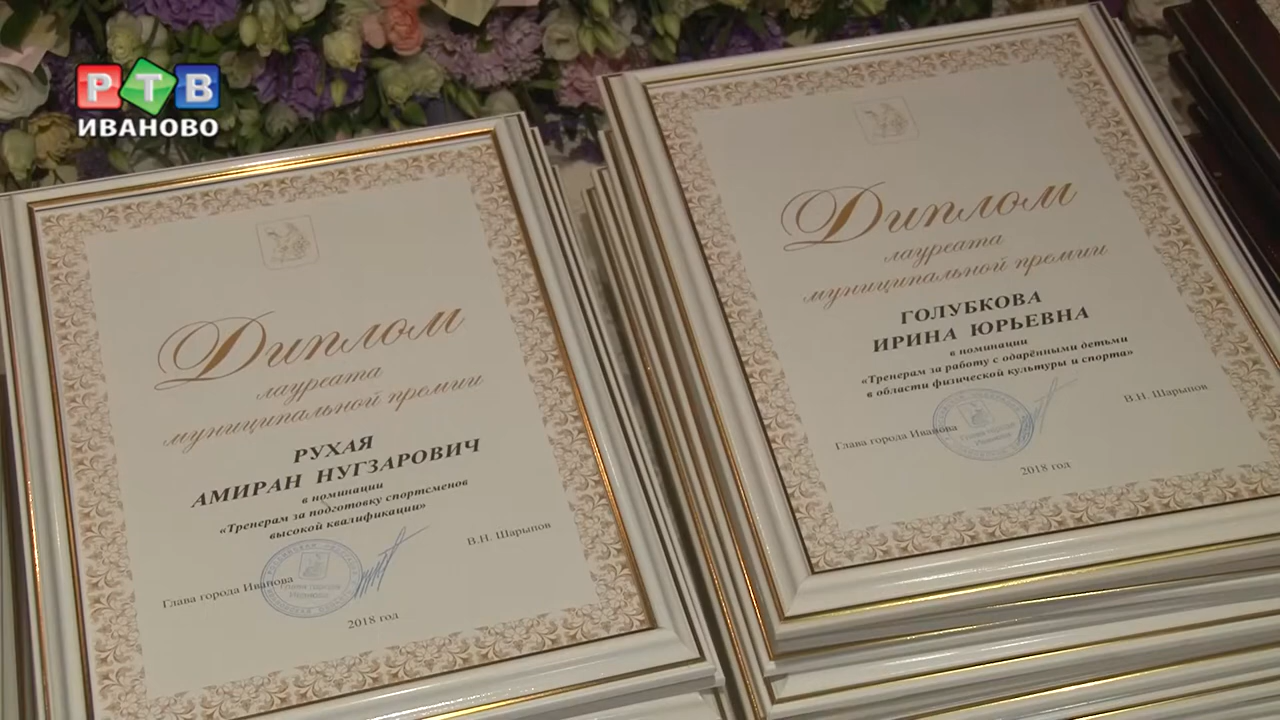 РТВ
ИВАНОВО
Диплом
лауреата
муниципальной премии
РУХАЯ
АМИРАН НУГЗАРОВИЧ
в номинации
«Тренерам за подготовку спортсменов
высокой квалификации»
Глава города Иванова
В.Н. Шарыпов
2018 год
Диплом
лауреата
муниципальной премии
ГОЛУБКОВА
ИРИНА ЮРЬЕВНА
в номинации
«Тренерам за работу с одарёнными детьми
в области физической культуры и спорта»
Глава города Иванова
В.Н. Шарыпов
2018 год